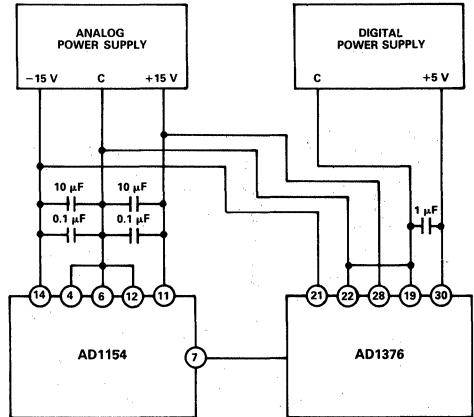 ANALOG
POWER SUPPLY
−15 V C +15 V
DIGITAL
POWER SUPPLY
C +5 V
10 µF 10 µF
0.1 µF 0.1 µF
1 µF
14 4 6 12 11
21 22 28 19 30
AD1154
7
AD1376